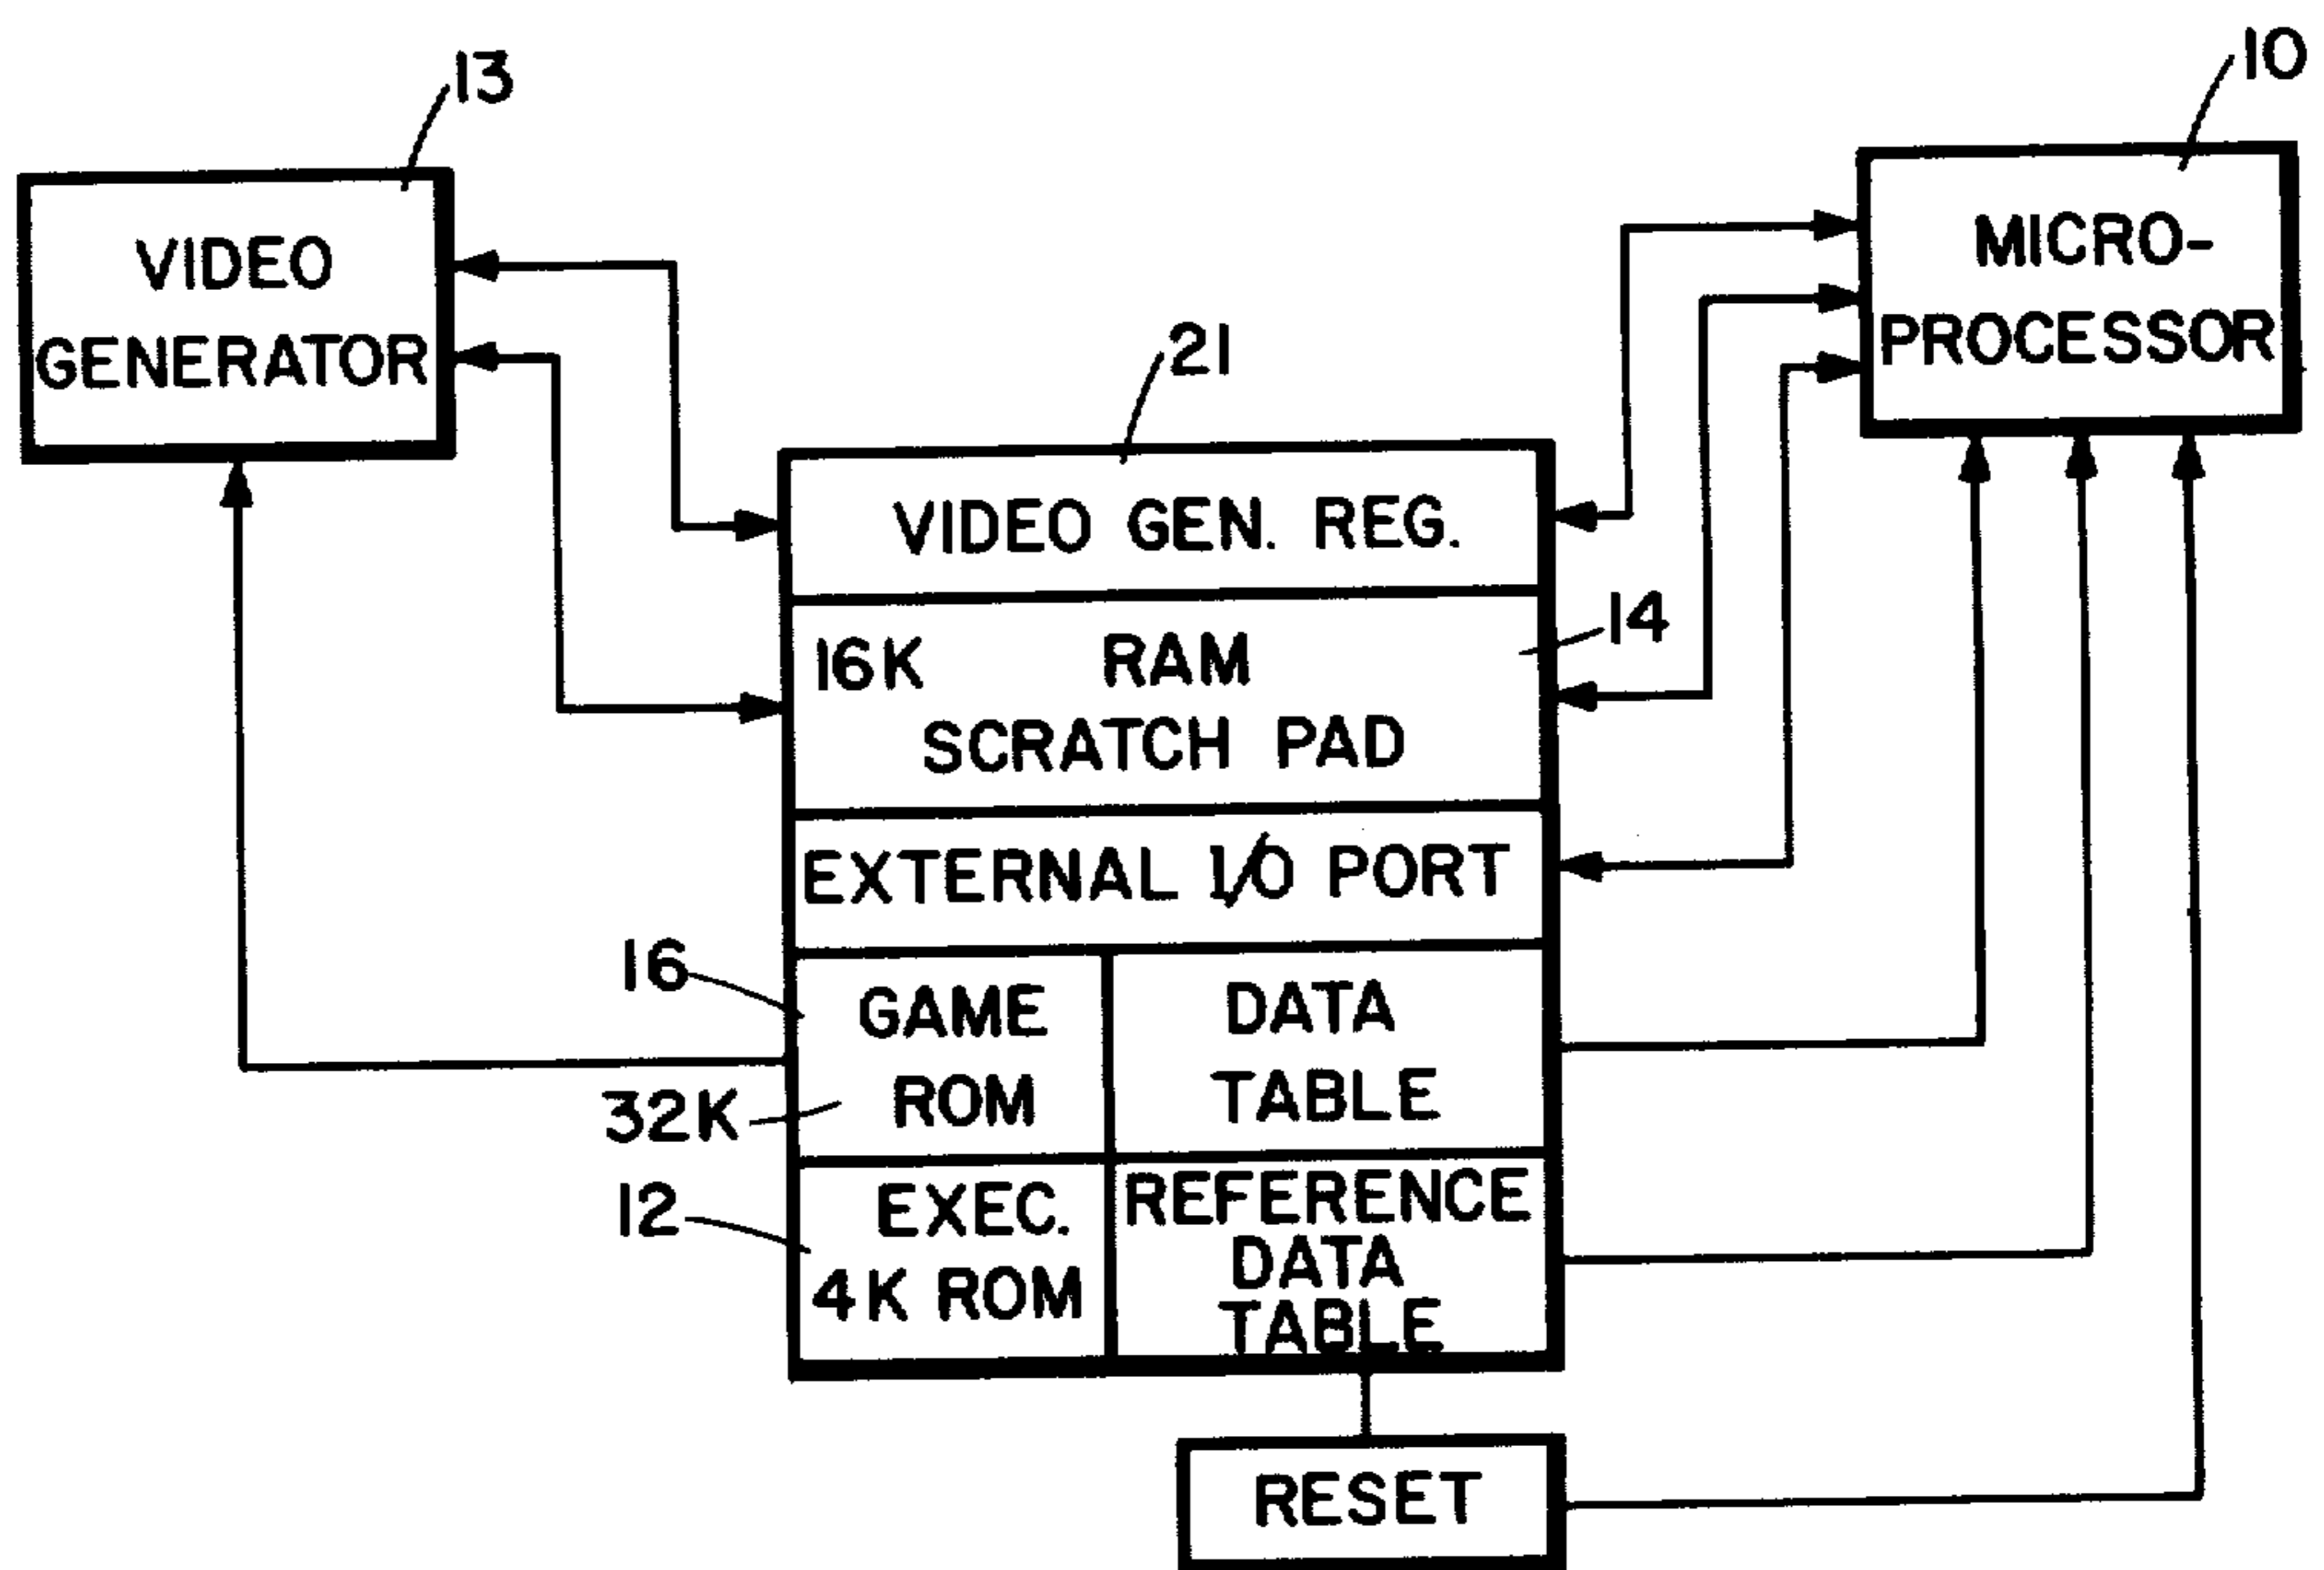 13
VIDEO
GENERATOR
10
MICRO-
PROCESSOR
21
VIDEO GEN. REG.
14
16K RAM
SCRATCH PAD
EXTERNAL I/O PORT
16
GAME
ROM
32K
DATA
TABLE
12
EXEC.
4K ROM
REFERENCE
DATA
TABLE
RESET